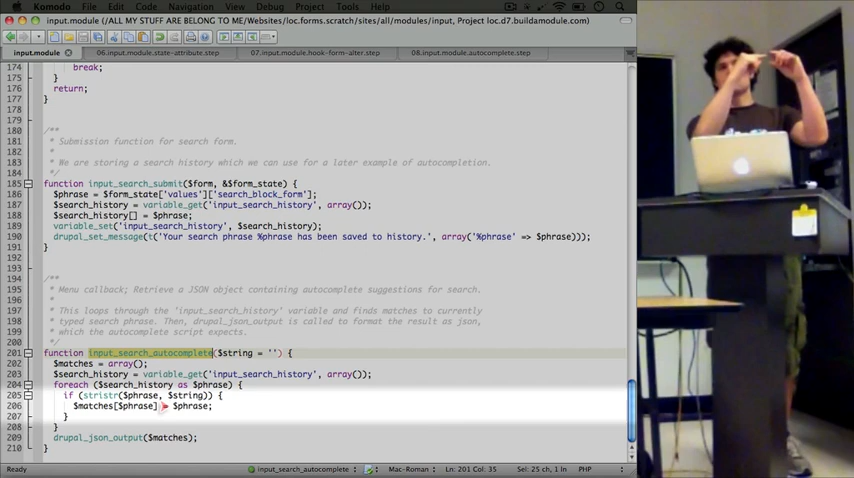 Komodo File Edit Code Navigation View Debug Project Tools Window Help
input.module (/ALL MY STUFF ARE BELONG TO ME/Websites/loc.forms.scratch/sites/all/modules/input, Project loc.d7.buildamodule.com)
input.module 06.input.module.state-attribute.step 07.input.module.hook-form-alter.step 08.input.module.autocomplete.step
174 break;
175 }
176 return;
177 }
178
179
180 /**
181 * Submission function for search form.
182 *
183 * We are storing a search history which we can use for a later example of autocompletion.
184 */
185 function input_search_submit($form, &$form_state) {
186 $phrase = $form_state['values']['search_block_form'];
187 $search_history = variable_get('input_search_history', array());
188 $search_history[] = $phrase;
189 variable_set('input_search_history', $search_history);
190 drupal_set_message(t('Your search phrase %phrase has been saved to history.', array('%phrase' => $phrase)));
191 }
192
193
194 /**
195 * Menu callback; Retrieve a JSON object containing autocomplete suggestions for search.
196 *
197 * This loops through the 'input_search_history' variable and finds matches to currently
198 * typed search phrase. Then, drupal_json_output is called to format the result as json,
199 * which the autocomplete script expects.
200 */
201 function input_search_autocomplete($string = '') {
202 $matches = array();
203 $search_history = variable_get('input_search_history', array());
204 foreach ($search_history as $phrase) {
205 if (stristr($phrase, $string)) {
206 $matches[$phrase] = $phrase;
207 }
208 }
209 drupal_json_output($matches);
210 }
Ready input_search_autocomplete Mac-Roman Ln: 201 Col: 35 Sel: 25 ch, 1 ln PHP